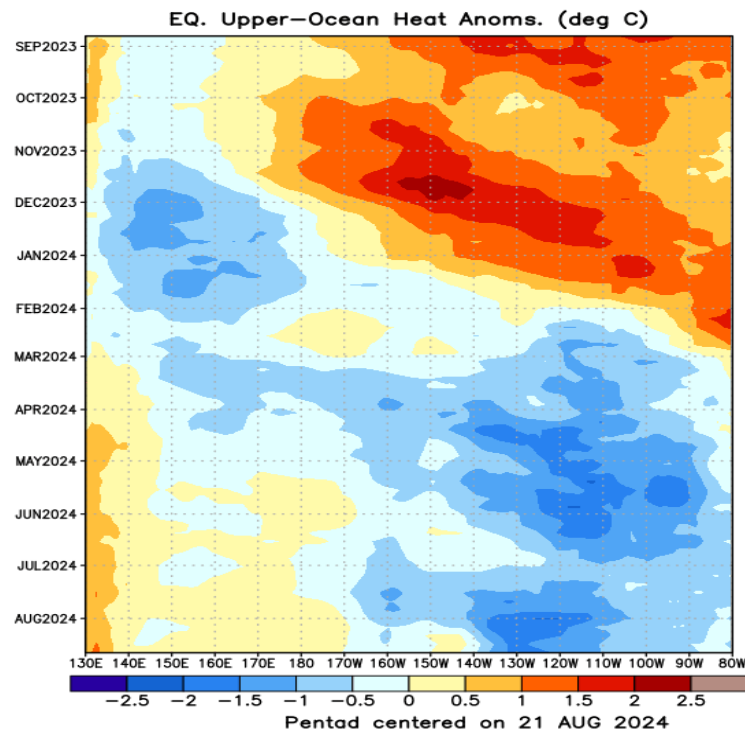 EQ. Upper-Ocean Heat Anoms. (deg C)
SEP2023
OCT2023
NOV2023
DEC2023
JAN2024
FEB2024
MAR2024
APR2024
MAY2024
JUN2024
JUL2024
AUG2024
130E 140E 150E 160E 170E 180 170W 160W 150W 140W 130W 120W 110W 100W 90W 80W
-2.5 -2 -1.5 -1 -0.5 0 0.5 1 1.5 2 2.5
Pentad centered on 21 AUG 2024